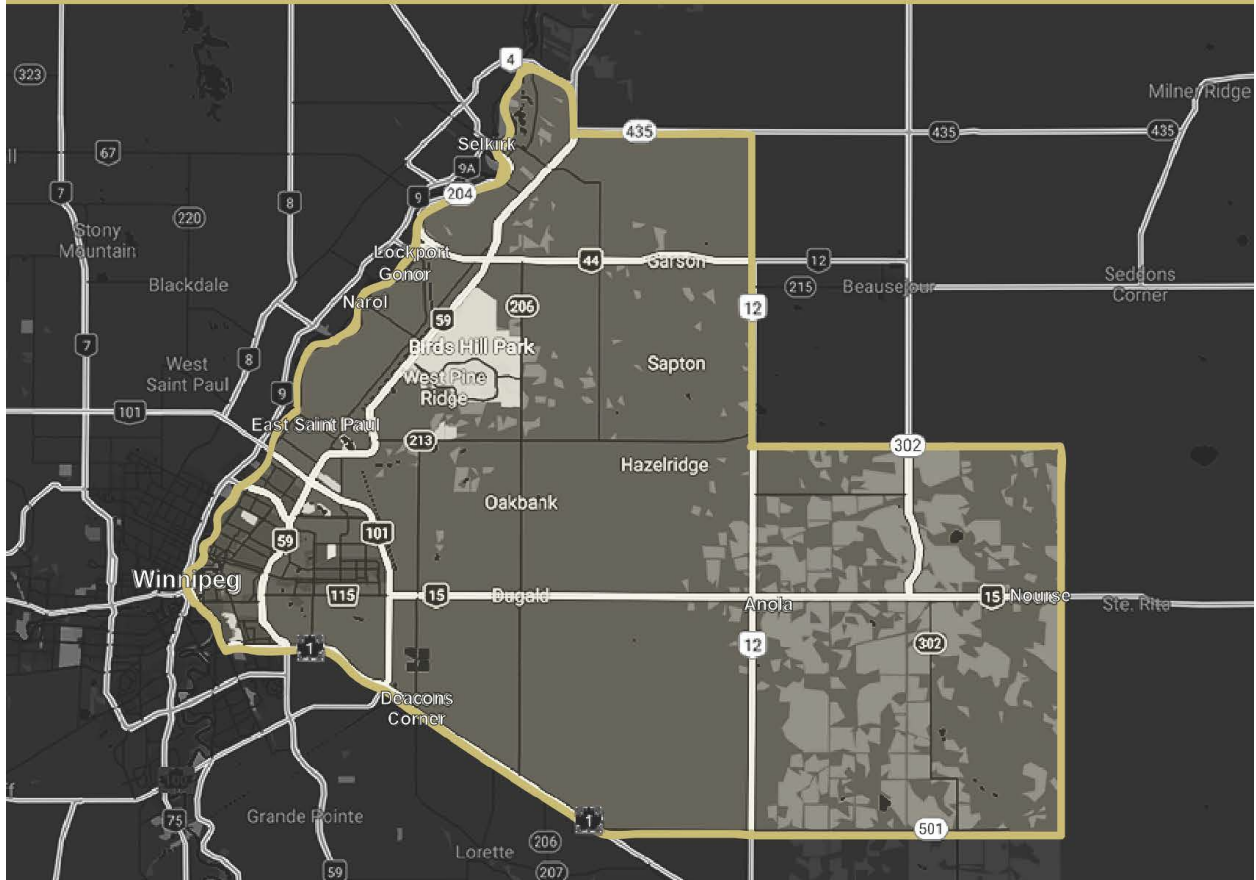 4
323
Milner Ridge
435
435
435
Selkirk
ll
67
9A
7
204
9
8
220
Stony
Mountain
Lockport
Gonor
44
Garson
12
Seddons
Corner
Blackdale
215
Beausejour
Narol
206
12
59
7
Birds Hill Park
West
Saint Paul
8
Sapton
West Pine
Ridge
9
101
East Saint Paul
213
302
Hazelridge
Oakbank
101
59
Winnipeg
115
15
Dugald
Anola
15
Nourse
Ste. Rita
12
302
1
Deacons
Corner
ff
75
Grande Pointe
1
501
206
Lorette
59
207